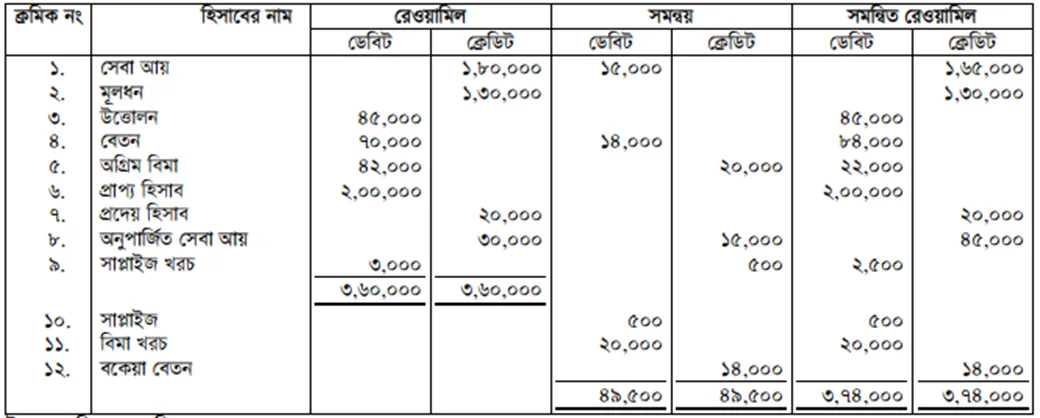 ক্রমিক নং হিসাবের নাম রেওয়ামিল সমন্বয় সমন্বিত রেওয়ামিল
ডেবিট ক্রেডিট ডেবিট ক্রেডিট ডেবিট ক্রেডিট
১. সেবা আয় ১,৮০,০০০ ১৫,০০০ ১,৬৫,০০০
২. মূলধন ১,৩০,০০০ ১,৩০,০০০
৩. উত্তোলন ৪৫,০০০ ৪৫,০০০
৪. বেতন ৭০,০০০ ১৪,০০০ ৮৪,০০০
৫. অগ্রিম বিমা ৪২,০০০ ২০,০০০ ২২,০০০
৬. প্রাপ্য হিসাব ২,০০,০০০ ২,০০,০০০
৭. প্রদেয় হিসাব ২০,০০০ ২০,০০০
৮. অনুপার্জিত সেবা আয় ৩০,০০০ ১৫,০০০ ৪৫,০০০
৯. সাপ্লাইজ খরচ ৩,০০০ ৫০০ ২,৫০০
৩,৬০,০০০ ৩,৬০,০০০
১০. সাপ্লাইজ ৫০০ ৫০০
১১. বিমা খরচ ২০,০০০ ২০,০০০
১২. বকেয়া বেতন ১৪,০০০ ১৪,০০০
৪৯,৫০০ ৪৯,৫০০ ৩,৭৪,০০০ ৩,৭৪,০০০